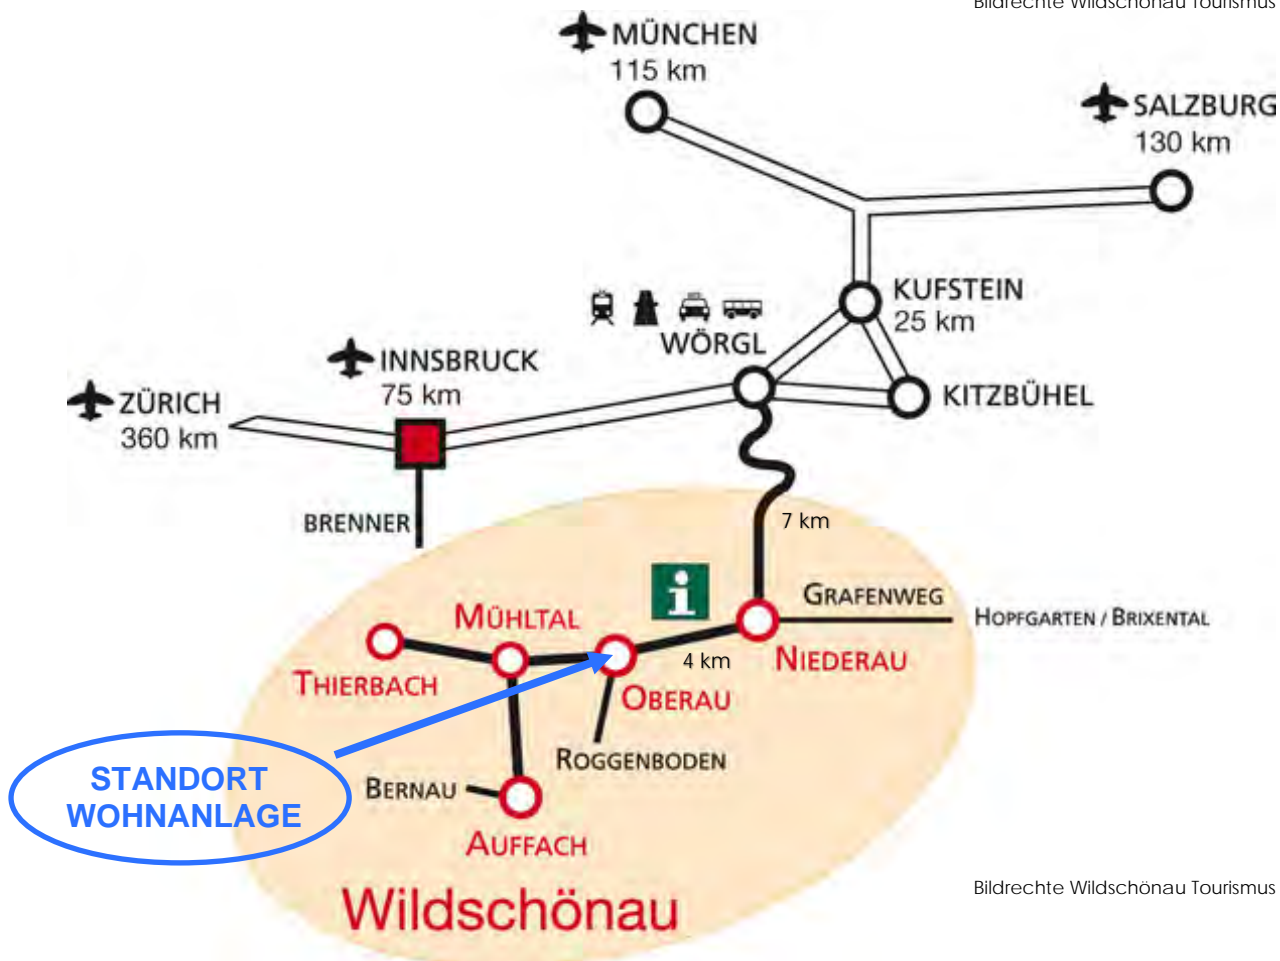 Bildrechte Wildschönau Tourismus
MÜNCHEN
115 km
SALZBURG
130 km
KUFSTEIN
25 km
WÖRGL
INNSBRUCK
75 km
KITZBÜHEL
ZÜRICH
360 km
BRENNER
7 km
i
GRAFENWEG
HOPFGARTEN / BRIXENTAL
MÜHLTAL
4 km
NIEDERAU
THIERBACH
OBERAU
ROGGENBODEN
STANDORT
WOHNANLAGE
BERNAU
AUFFACH
Wildschönau
Bildrechte Wildschönau Tourismus